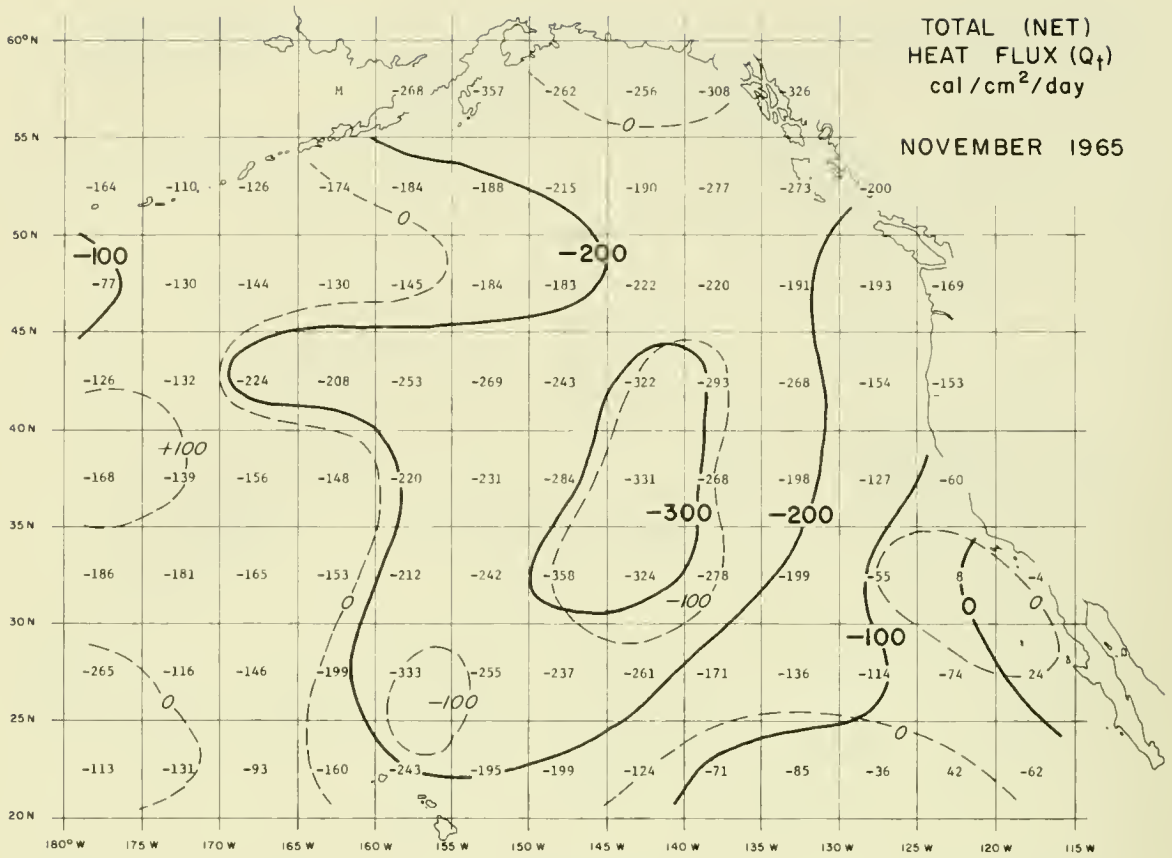 TOTAL (NET)
HEAT FLUX (Qt)
cal/cm²/day
NOVEMBER 1965
60°N
M -268 -357 -262 -256 -308 -326
0
55 N
-164 -110 -126 -174 -184 -188 -215 -190 -277 -273 -200
0
50 N
-100 -200
-77 -130 -144 -130 -145 -184 -183 -222 -220 -191 -193 -169
45 N
-126 -132 -224 -208 -253 -269 -243 -322 -293 -268 -154 -153
40 N
+100
-168 -139 -156 -148 -220 -231 -284 -331 -268 -198 -127 -60
35 N
-300 -200
-186 -181 -165 -153 -212 -242 -358 -324 -278 -199 -55 8 -4
0 -100 0 0
30 N
-100
-265 -116 -146 -199 -333 -255 -237 -261 -171 -136 -114 -74 24
0 -100
25 N
0
-113 -131 -93 -160 -243 -195 -199 -124 -71 -85 -36 42 -62
20 N
180°W 175 W 170 W 165 W 160 W 155 W 150 W 145 W 140 W 135 W 130 W 125 W 120 W 115 W